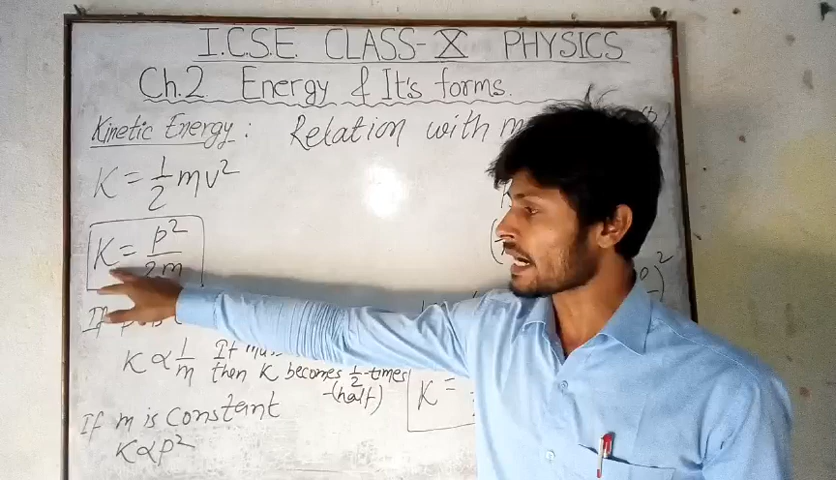 I.C.S.E. CLASS-X PHYSICS
Ch.2 Energy & It's forms.
Kinetic Energy: Relation with
K = 1/2 mv²
K = p²/2m
If
K ∝ 1/m It
then K becomes 1/2-times
-(half)
K =
If m is constant
K ∝ p²